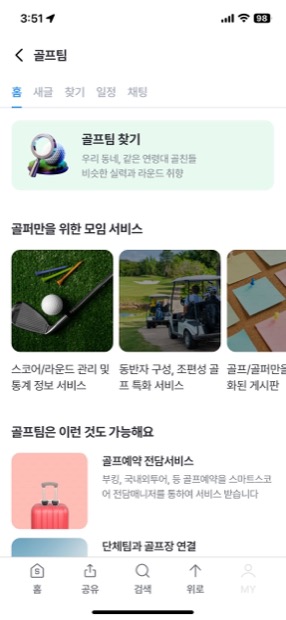 3:51
98
골프팀
홈 새글 찾기 일정 채팅
골프팀 찾기
우리 동네, 같은 연령대 골친들
비슷한 실력과 라운드 취향
골퍼만을 위한 모임 서비스
스코어/라운드 관리 및
통계 정보 서비스
동반자 구성, 조편성 골
프 특화 서비스
골프/골퍼만을
화된 게시판
골프팀은 이런 것도 가능해요
골프예약 전담서비스
부킹, 국내외투어, 등 골프예약을 스마트스코
어 전담매니저를 통하여 서비스 받습니다
단체팀과 골프장 연결
홈 공유 검색 위로 MY